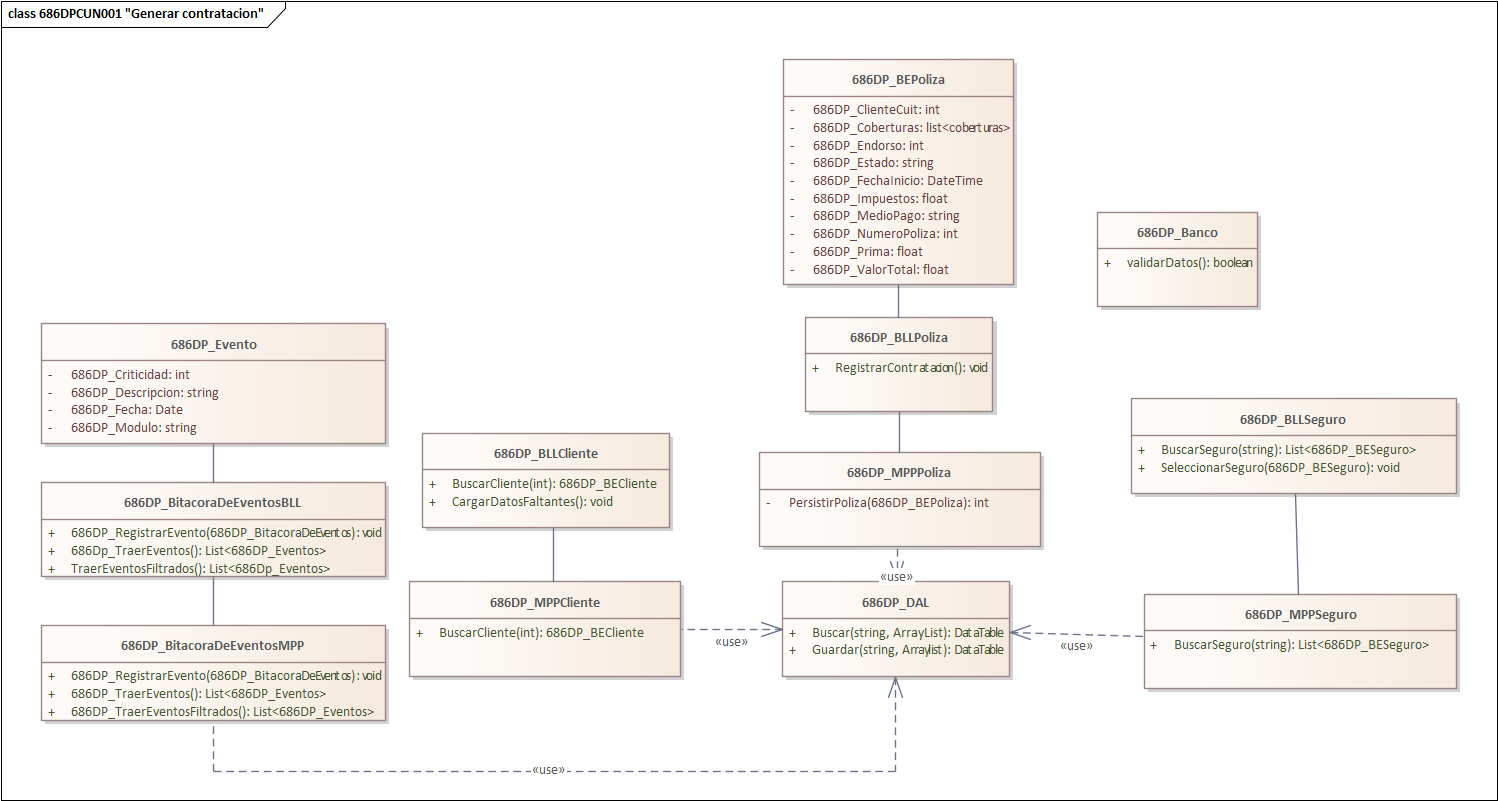 class 686DPCUN001 "Generar contratacion"
686DP_BEPoliza
- 686DP_ClienteCuit: int
- 686DP_Coberturas: list<coberturas>
- 686DP_Endorso: int
- 686DP_Estado: string
- 686DP_FechaInicio: DateTime
- 686DP_Impuestos: float
- 686DP_MedioPago: string
- 686DP_NumeroPoliza: int
- 686DP_Prima: float
- 686DP_ValorTotal: float
686DP_Banco
+ validarDatos(): boolean
686DP_Evento
- 686DP_Criticidad: int
- 686DP_Descripcion: string
- 686DP_Fecha: Date
- 686DP_Modulo: string
686DP_BLLPoliza
+ RegistrarContratacion(): void
686DP_BLLSeguro
+ BuscarSeguro(string): List<686DP_BESeguro>
+ SeleccionarSeguro(686DP_BESeguro): void
686DP_BLLCliente
+ BuscarCliente(int): 686DP_BECliente
+ CargarDatosFaltantes(): void
686DP_MPPPoliza
- PersistirPoliza(686DP_BEPoliza): int
686DP_BitacoraDeEventosBLL
+ 686DP_RegistrarEvento(686DP_BitacoraDeEventos): void
+ 686Dp_TraerEventos(): List<686DP_Eventos>
+ TraerEventosFiltrados(): List<686Dp_Eventos>
«use»
686DP_MPPCliente
+ BuscarCliente(int): 686DP_BECliente
«use»
686DP_DAL
+ Buscar(string, ArrayList): DataTable
+ Guardar(string, Arraylist): DataTable
«use»
686DP_MPPSeguro
+ BuscarSeguro(string): List<686DP_BESeguro>
686DP_BitacoraDeEventosMPP
+ 686DP_RegistrarEvento(686DP_BitacoraDeEventos): void
+ 686DP_TraerEventos(): List<686DP_Eventos>
+ 686DP_TraerEventosFiltrados(): List<686DP_Eventos>
«use»